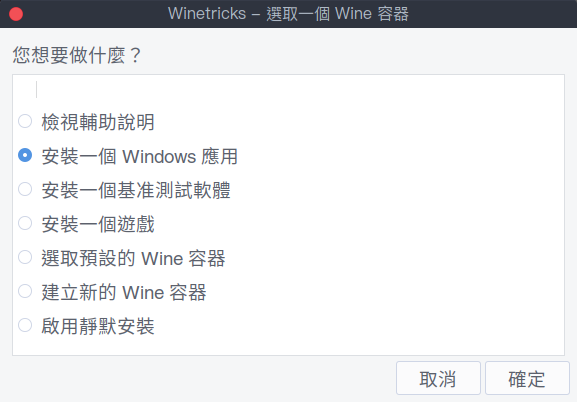 Winetricks – 選取一個 Wine 容器
您想要做什麼？
檢視輔助說明
安裝一個 Windows 應用
安裝一個基准測試軟體
安裝一個遊戲
選取預設的 Wine 容器
建立新的 Wine 容器
啟用靜默安裝
取消 確定